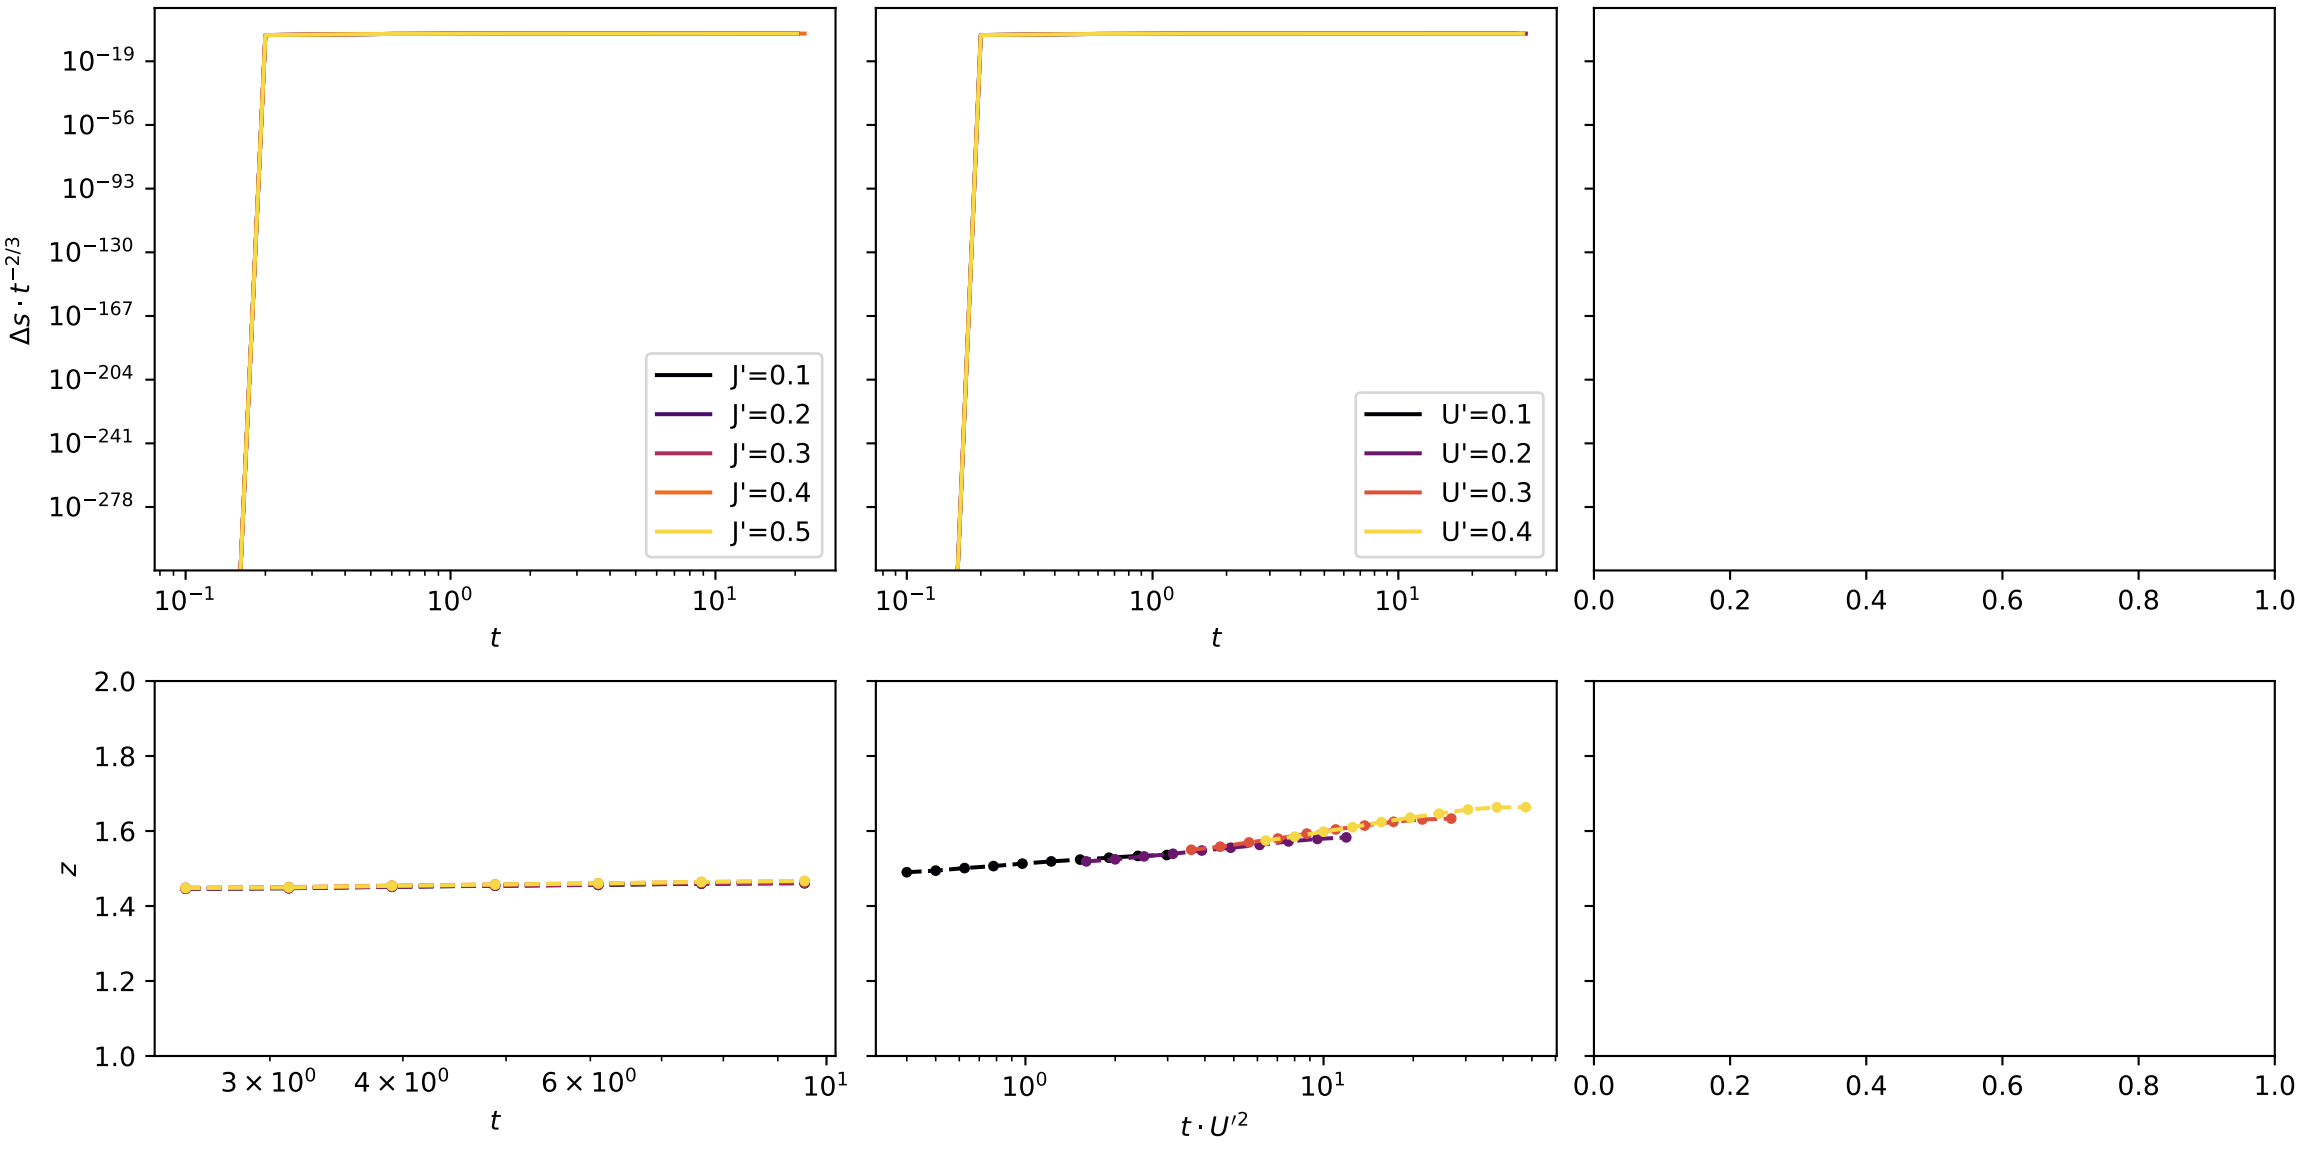 Δs · t^{−2/3}
10^{−19}
10^{−56}
10^{−93}
10^{−130}
10^{−167}
10^{−204}
10^{−241}
10^{−278}
J'=0.1
J'=0.2
J'=0.3
J'=0.4
J'=0.5
10^{−1} 10^{0} 10^{1}
t
U'=0.1
U'=0.2
U'=0.3
U'=0.4
10^{−1} 10^{0} 10^{1}
t
0.0 0.2 0.4 0.6 0.8 1.0
z
2.0
1.8
1.6
1.4
1.2
1.0
3 × 10^{0} 4 × 10^{0} 6 × 10^{0} 10^{1}
t
10^{0} 10^{1}
t · U′^{2}
0.0 0.2 0.4 0.6 0.8 1.0